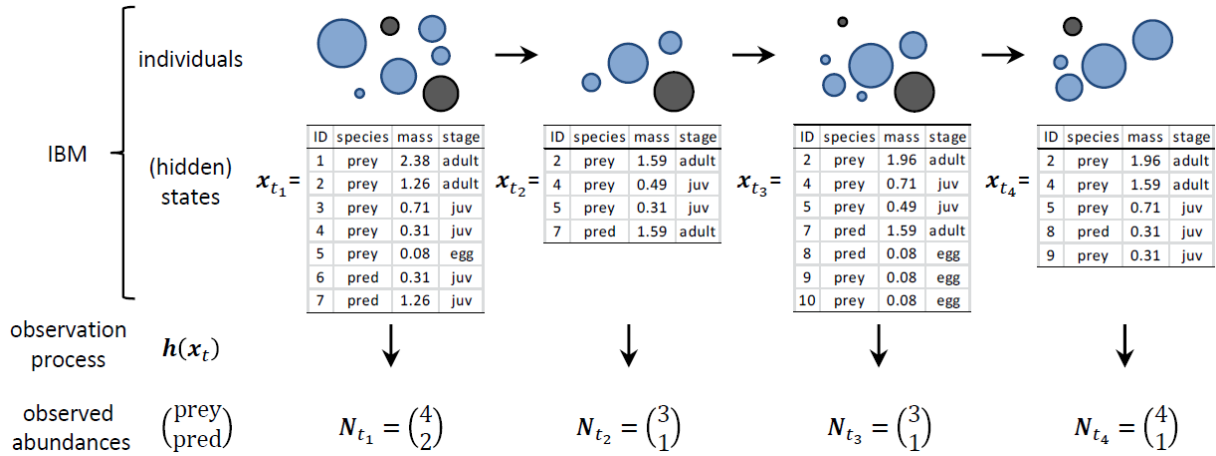 individuals
IBM
(hidden)
states
x_{t_1}=
ID species mass stage
1 prey 2.38 adult
2 prey 1.26 adult
3 prey 0.71 juv
4 prey 0.31 juv
5 prey 0.08 egg
6 pred 0.31 juv
7 pred 1.26 juv
x_{t_2}=
ID species mass stage
2 prey 1.59 adult
4 prey 0.49 juv
5 prey 0.31 juv
7 pred 1.59 adult
x_{t_3}=
ID species mass stage
2 prey 1.96 adult
4 prey 0.71 juv
5 prey 0.49 juv
7 pred 1.59 adult
8 pred 0.08 egg
9 prey 0.08 egg
10 prey 0.08 egg
x_{t_4}=
ID species mass stage
2 prey 1.96 adult
4 prey 1.59 adult
5 prey 0.71 juv
8 pred 0.31 juv
9 prey 0.31 juv
observation
process
h(x_t)
observed
abundances
(prey
pred)
N_{t_1} = (4
2)
N_{t_2} = (3
1)
N_{t_3} = (3
1)
N_{t_4} = (4
1)